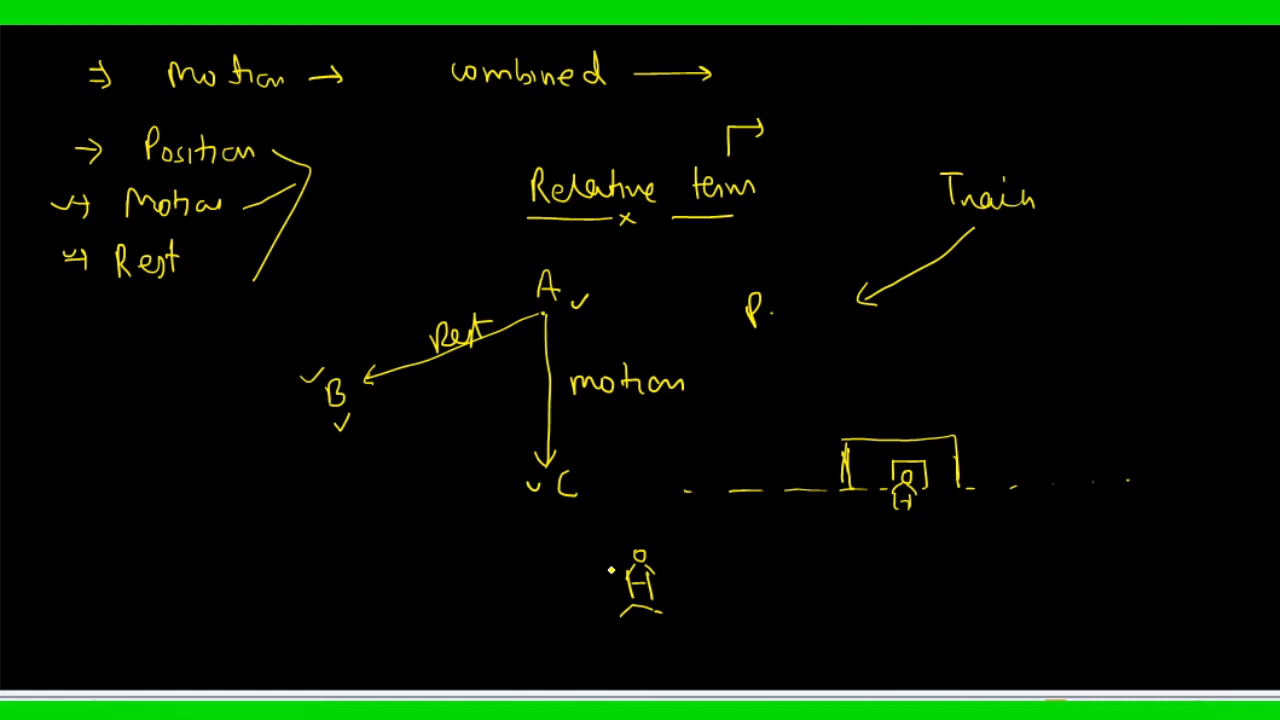 ⇒ Motion → combined →
→ Position
→ Motion
→ Rest
Relative term
Train
A
P.
Rest
B
motion
C